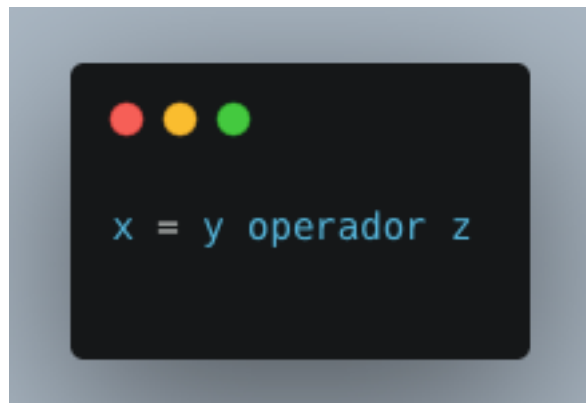 x = y operador z